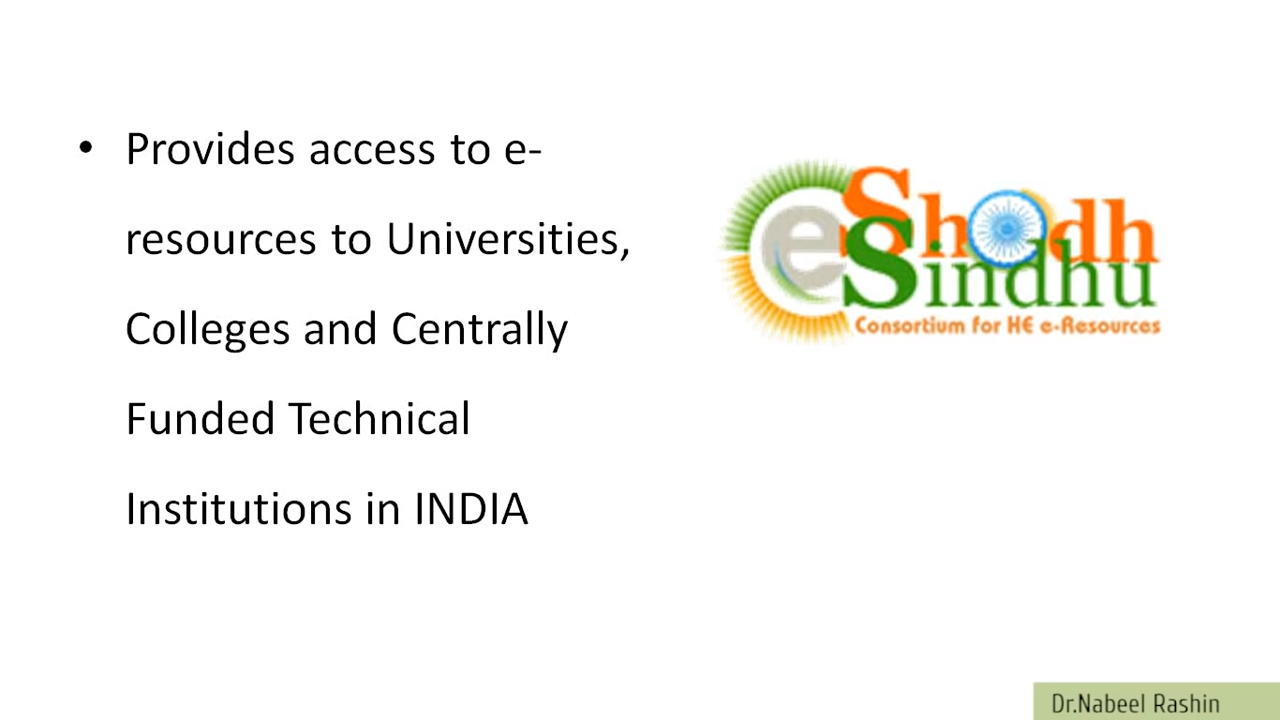 • Provides access to e-
resources to Universities,
Colleges and Centrally
Funded Technical
Institutions in INDIA
e Shodh
Sindhu
Consortium for HE e-Resources
Dr.Nabeel Rashin